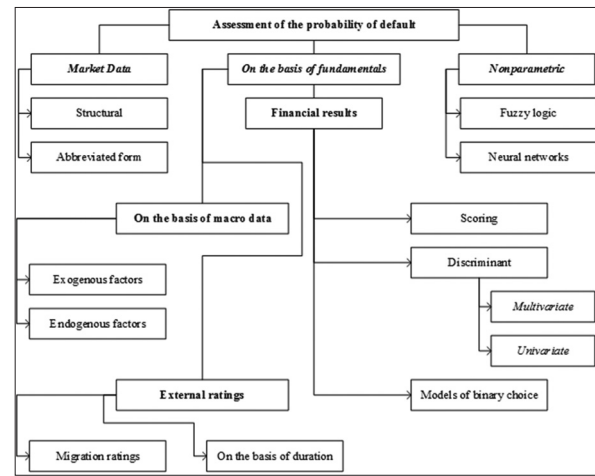 Assessment of the probability of default
Market Data
On the basis of fundamentals
Nonparametric
Structural
Financial results
Fuzzy logic
Abbreviated form
Neural networks
On the basis of macro data
Scoring
Discriminant
Exogenous factors
Multivariate
Endogenous factors
Univariate
External ratings
Models of binary choice
Migration ratings
On the basis of duration